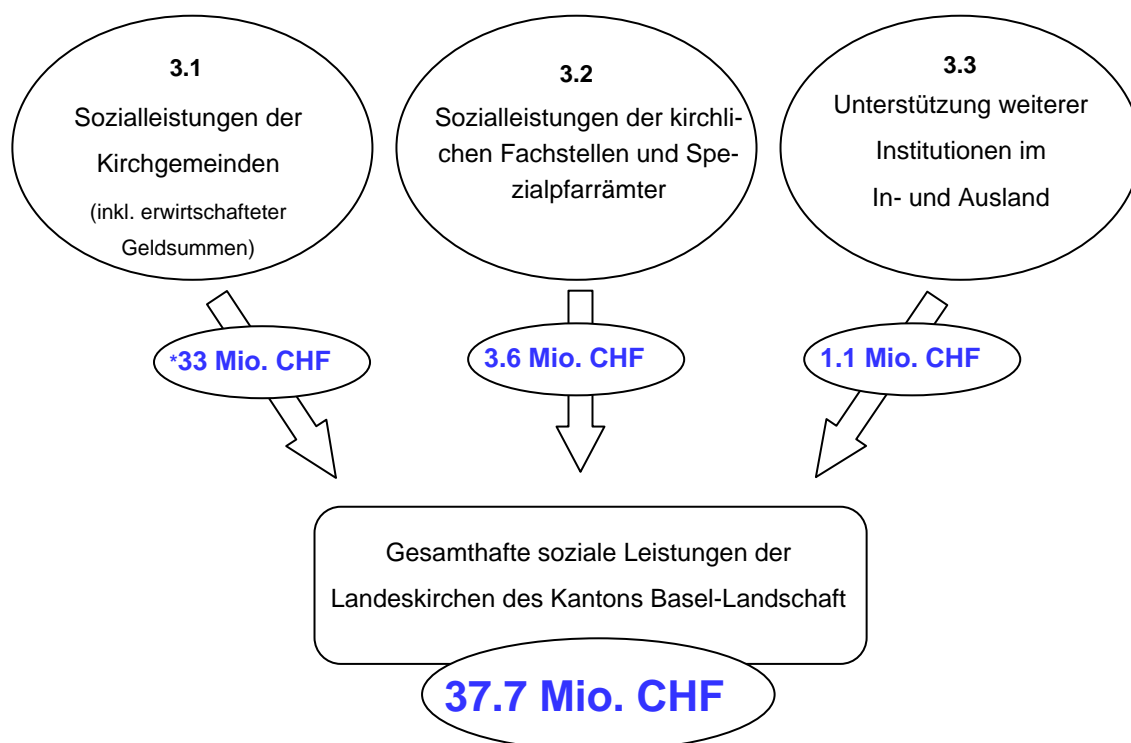 3.1
Sozialleistungen der
Kirchgemeinden
(inkl. erwirtschafteter
Geldsummen)
3.2
Sozialleistungen der kirchli-
chen Fachstellen und Spe-
zialpfarrämter
3.3
Unterstützung weiterer
Institutionen im
In- und Ausland
*33 Mio. CHF
3.6 Mio. CHF
1.1 Mio. CHF
Gesamthafte soziale Leistungen der
Landeskirchen des Kantons Basel-Landschaft
37.7 Mio. CHF